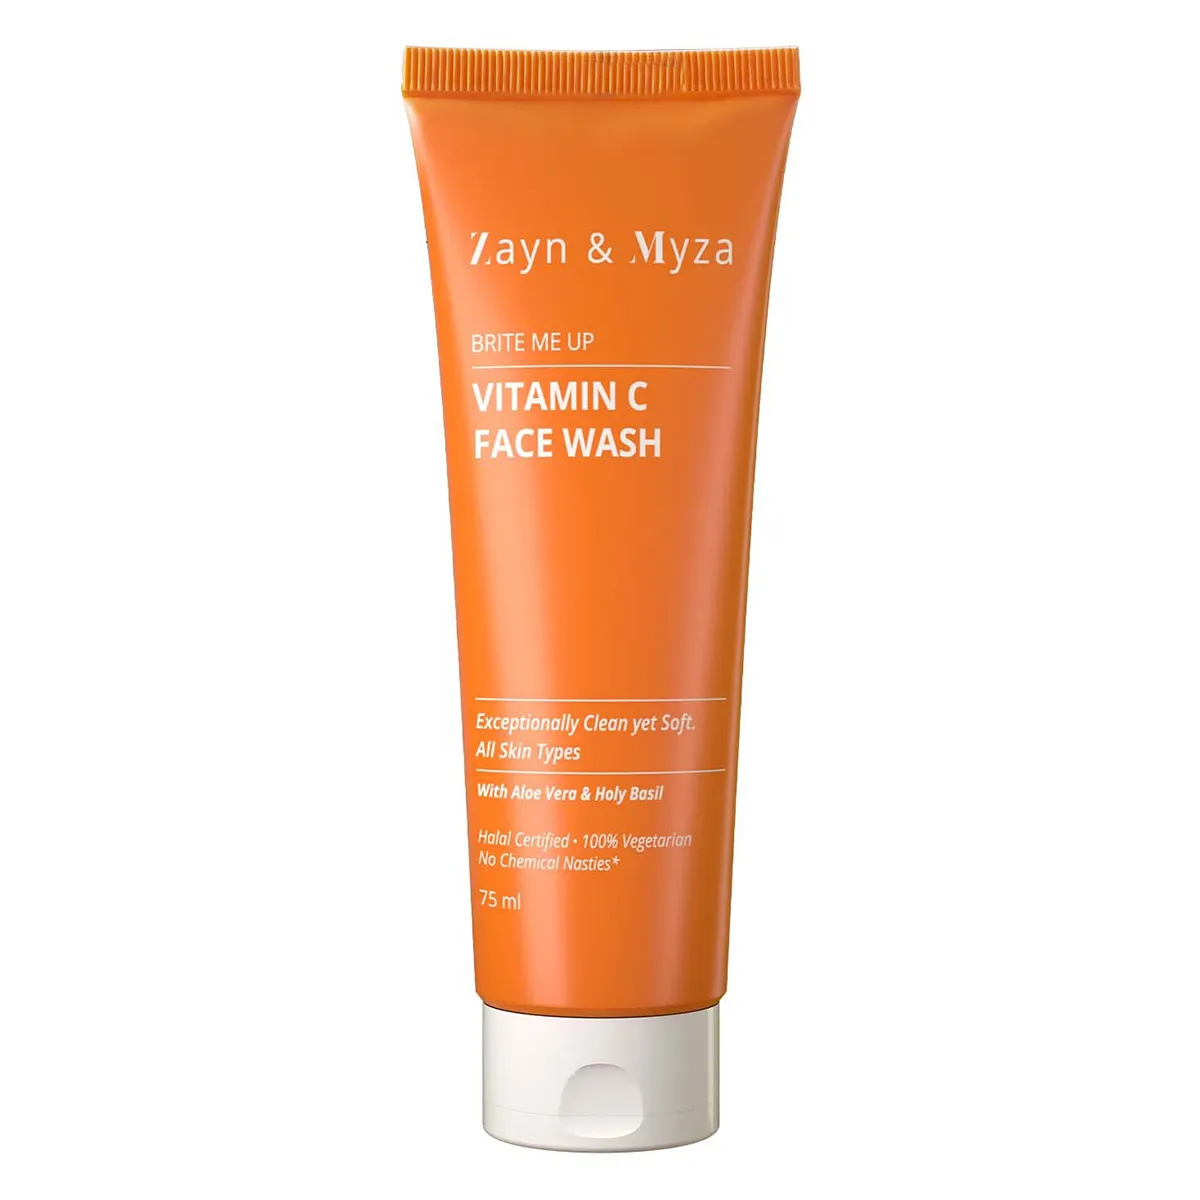 Zayn & Myza
BRITE ME UP
VITAMIN C
FACE WASH
Exceptionally Clean yet Soft.
All Skin Types
With Aloe Vera & Holy Basil
Halal Certified • 100% Vegetarian
No Chemical Nasties*
75 ml